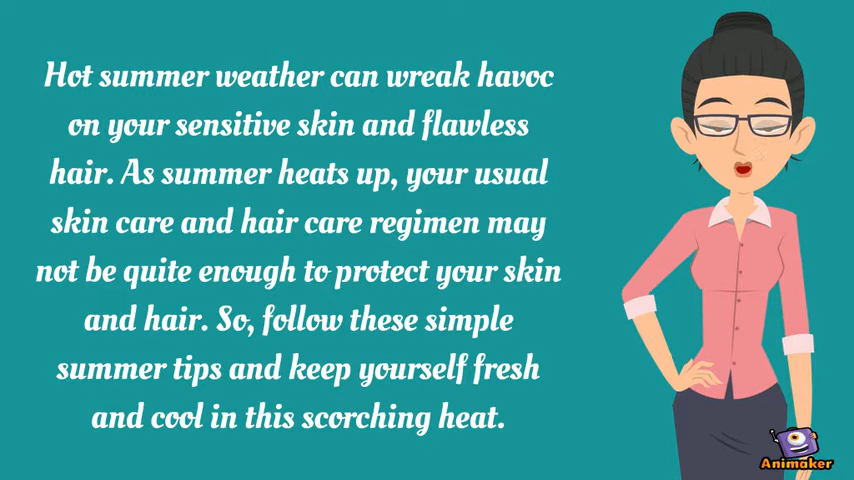 Hot summer weather can wreak havoc
on your sensitive skin and flawless
hair. As summer heats up, your usual
skin care and hair care regimen may
not be quite enough to protect your skin
and hair. So, follow these simple
summer tips and keep yourself fresh
and cool in this scorching heat.
Animaker